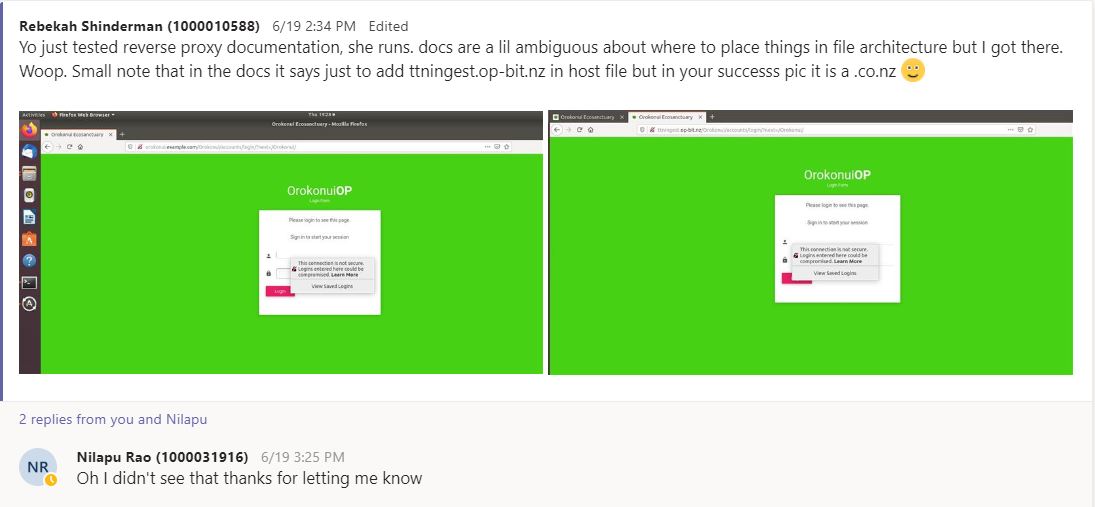 Rebekah Shinderman (1000010588) 6/19 2:34 PM Edited
Yo just tested reverse proxy documentation, she runs. docs are a lil ambiguous about where to place things in file architecture but I got there.
Woop. Small note that in the docs it says just to add ttningest.op-bit.nz in host file but in your successs pic it is a .co.nz
Activities Firefox Web Browser Thu 19:29
Orokonui Ecosanctuary - Mozilla Firefox
Orokonui Ecosanctuary
orokonui.example.com/Orokonui/accounts/login/?next=/Orokonui/
OrokonuiOP
Login Form
Please login to see this page.
Sign in to start your session
This connection is not secure.
Logins entered here could be
compromised. Learn More
View Saved Logins
Login
Orokonui Ecosanctuary Orokonui Ecosanctuary
ttningest.op-bit.nz/Orokonui/accounts/login/?next=/Orokonui/
OrokonuiOP
Login Form
Please login to see this page.
Sign in to start your session
This connection is not secure.
Logins entered here could be
compromised. Learn More
View Saved Logins
2 replies from you and Nilapu
NR
Nilapu Rao (1000031916) 6/19 3:25 PM
Oh I didn't see that thanks for letting me know